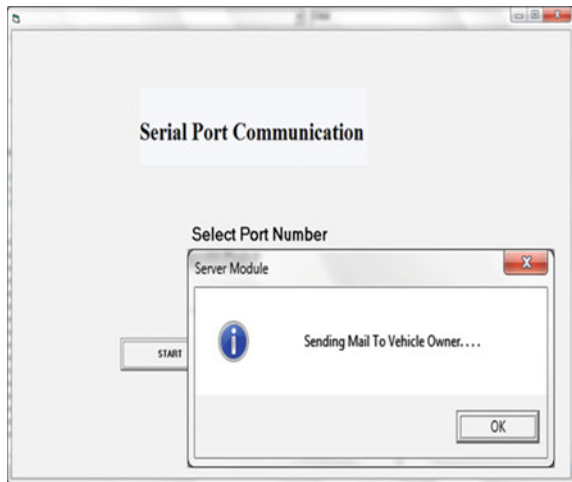 Serial Port Communication
Select Port Number
Server Module
Sending Mail To Vehicle Owner....
START
OK